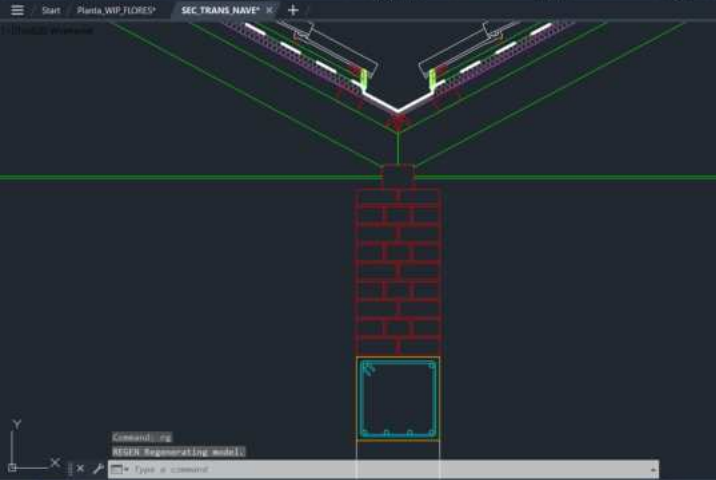 Start
Planta_WIP_FLORES*
SEC_TRANS_NAVE*
Y
X
Command: rg
REGEN Regenerating model.
Type a command